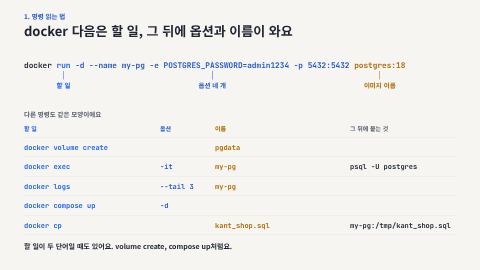 1. 명령 읽는 법
docker 다음은 할 일, 그 뒤에 옵션과 이름이 와요
docker run -d --name my-pg -e POSTGRES_PASSWORD=admin1234 -p 5432:5432 postgres:18
할 일 옵션 네 개 이미지 이름
다른 명령도 같은 모양이에요
할 일 옵션 이름 그 뒤에 붙는 것
docker volume create pgdata
docker exec -it my-pg psql -U postgres
docker logs --tail 3 my-pg
docker compose up -d
docker cp kant_shop.sql my-pg:/tmp/kant_shop.sql
할 일이 두 단어일 때도 있어요. volume create, compose up처럼요.